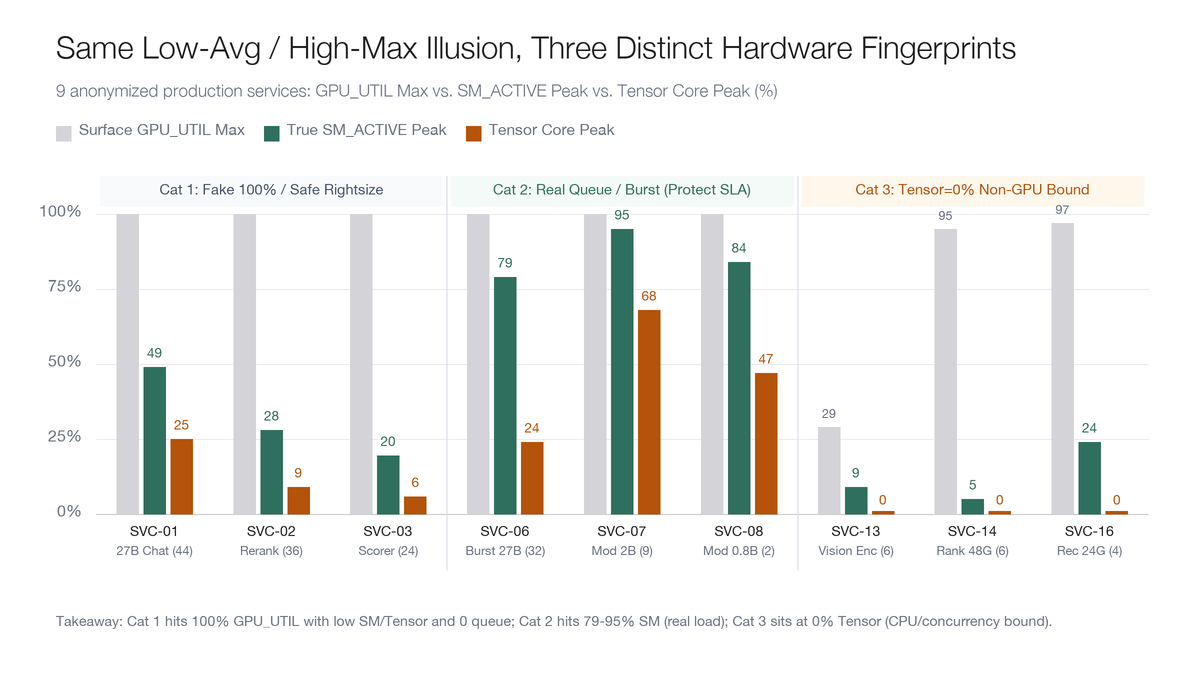 Same Low-Avg / High-Max Illusion, Three Distinct Hardware Fingerprints
9 anonymized production services: GPU_UTIL Max vs. SM_ACTIVE Peak vs. Tensor Core Peak (%)
Surface GPU_UTIL Max True SM_ACTIVE Peak Tensor Core Peak
Cat 1: Fake 100% / Safe Rightsize
Cat 2: Real Queue / Burst (Protect SLA)
Cat 3: Tensor=0% Non-GPU Bound
100%
75%
50%
25%
0%
49
25
28
9
20
6
79
24
95
68
84
47
29
9
0
95
5
0
97
24
0
SVC-01
27B Chat (44)
SVC-02
Rerank (36)
SVC-03
Scorer (24)
SVC-06
Burst 27B (32)
SVC-07
Mod 2B (9)
SVC-08
Mod 0.8B (2)
SVC-13
Vision Enc (6)
SVC-14
Rank 48G (6)
SVC-16
Rec 24G (4)
Takeaway: Cat 1 hits 100% GPU_UTIL with low SM/Tensor and 0 queue; Cat 2 hits 79-95% SM (real load); Cat 3 sits at 0% Tensor (CPU/concurrency bound).